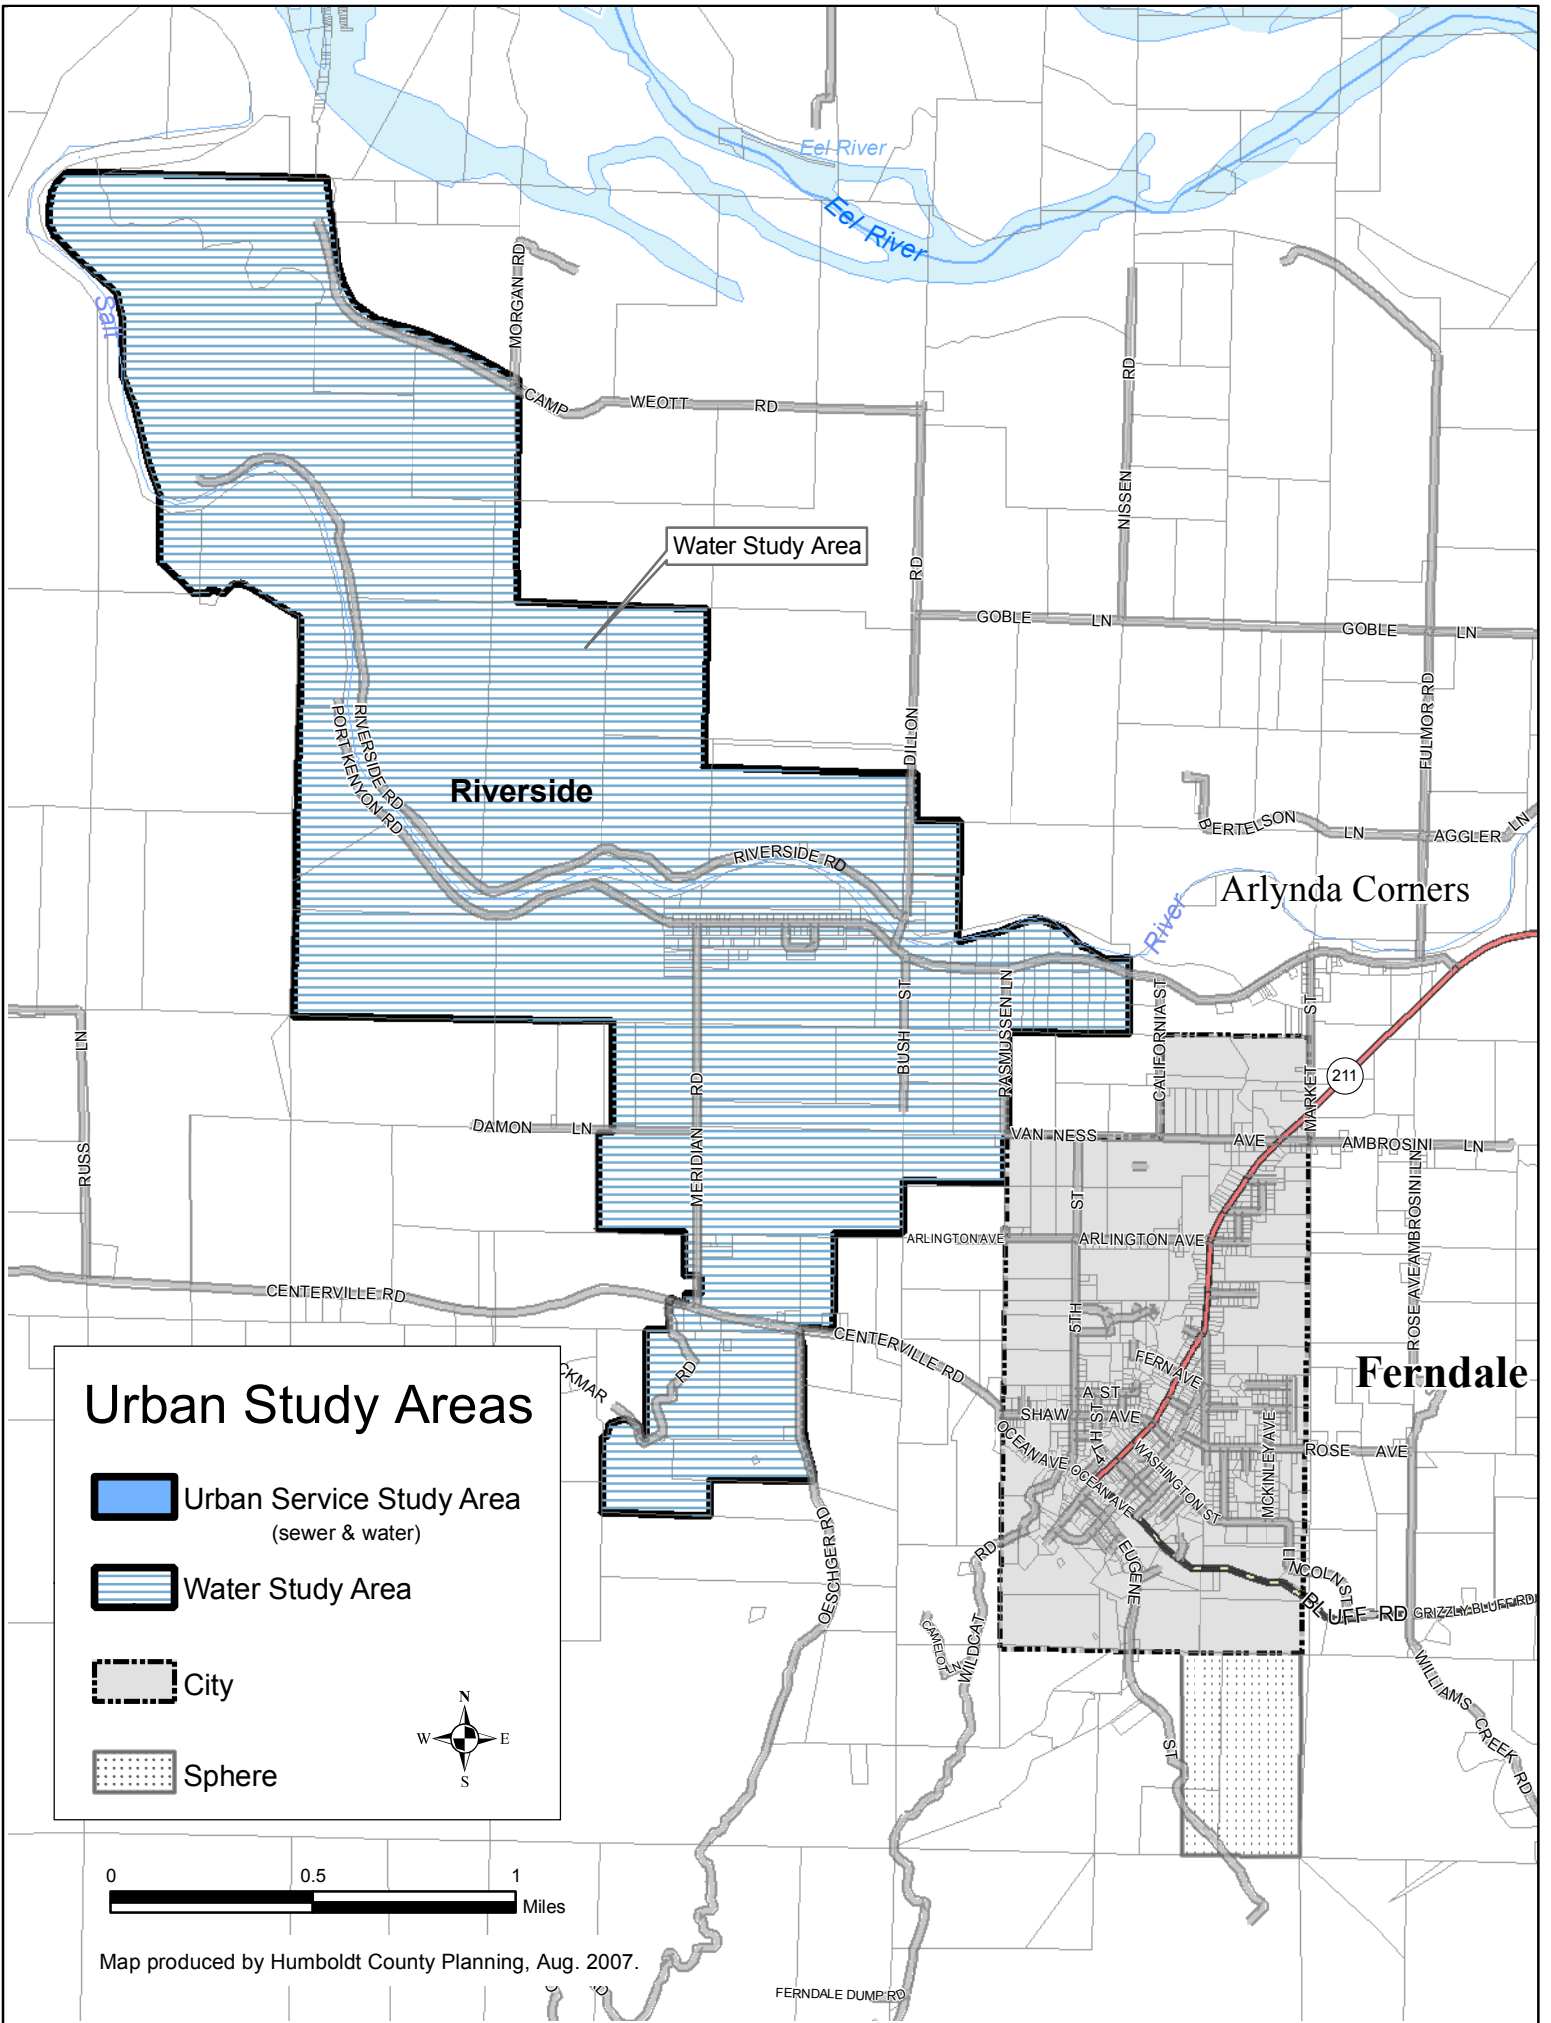 Eel River
Eel River
Salt
MORGAN RD
CAMP WEOTT RD
NISSEN RD
Water Study Area
DILLON RD
GOBLE LN
GOBLE LN
FULMOR RD
PORT KENYON RD
RIVERSIDE RD
Riverside
RIVERSIDE RD
BERTELSON LN
AGGLER LN
Arlynda Corners
River
RUSS LN
MERIDIAN RD
BUSH ST
RASMUSSEN LN
CALIFORNIA ST
MARKET ST
211
DAMON LN
VAN NESS AVE
AMBROSINI LN
AMBROSINI LN
ROSE AVE
ARLINGTON AVE
ARLINGTON AVE
5TH ST
CENTERVILLE RD
CENTERVILLE RD
CKMAR RD
FERN AVE
Ferndale
A ST
SHAW AVE
4TH ST
OCEAN AVE
OCEAN AVE
WASHINGTON ST
MCKINLEY AVE
ROSE AVE
OESCHGER RD
EUGENE ST
LINCOLN ST
BLUFF RD
GRIZZLY BLUFF RD
WILDCAT RD
CAMELOT LN
WILLIAMS CREEK RD
Urban Study Areas
Urban Service Study Area
(sewer & water)
Water Study Area
City
Sphere
N
W E
S
0 0.5 1
Miles
Map produced by Humboldt County Planning, Aug. 2007.
FERNDALE DUMP RD